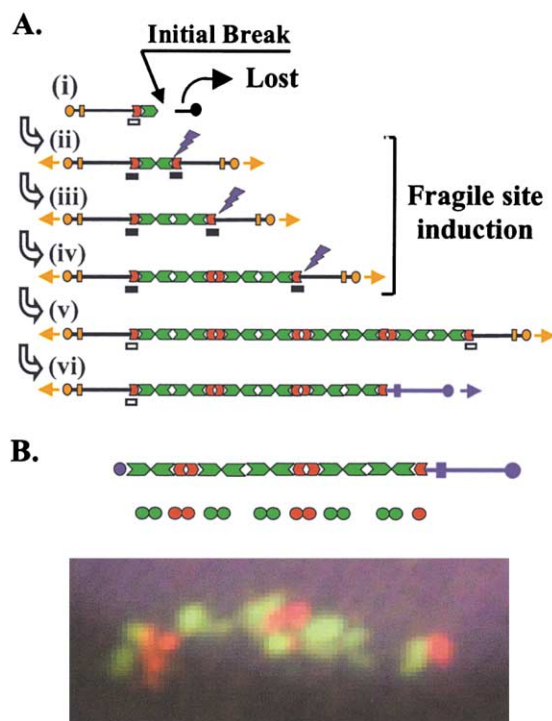 A.
Initial Break
(i)
Lost
(ii)
(iii)
Fragile site
induction
(iv)
(v)
(vi)
B.